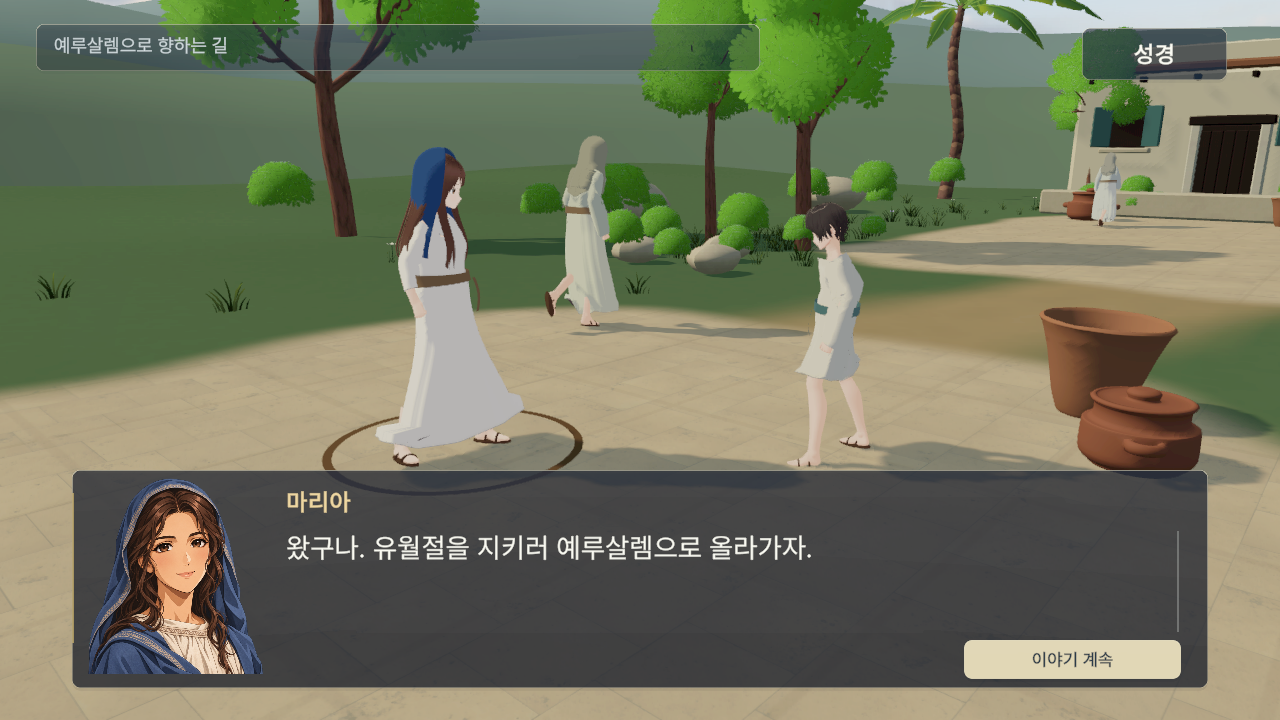 예루살렘으로 향하는 길
성경
마리아
왔구나. 유월절을 지키러 예루살렘으로 올라가자.
이야기 계속